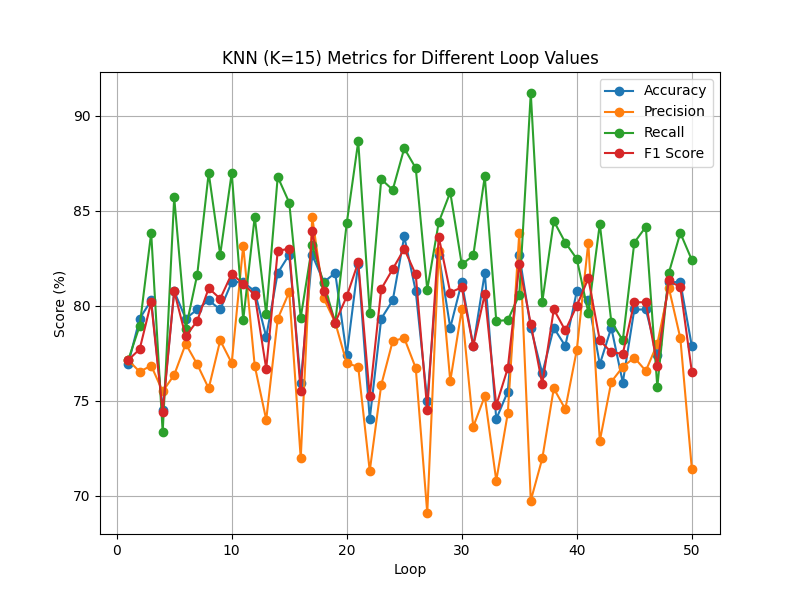 KNN (K=15) Metrics for Different Loop Values
Accuracy
Precision
Recall
F1 Score
90
85
80
75
70
Score (%)
0 10 20 30 40 50
Loop